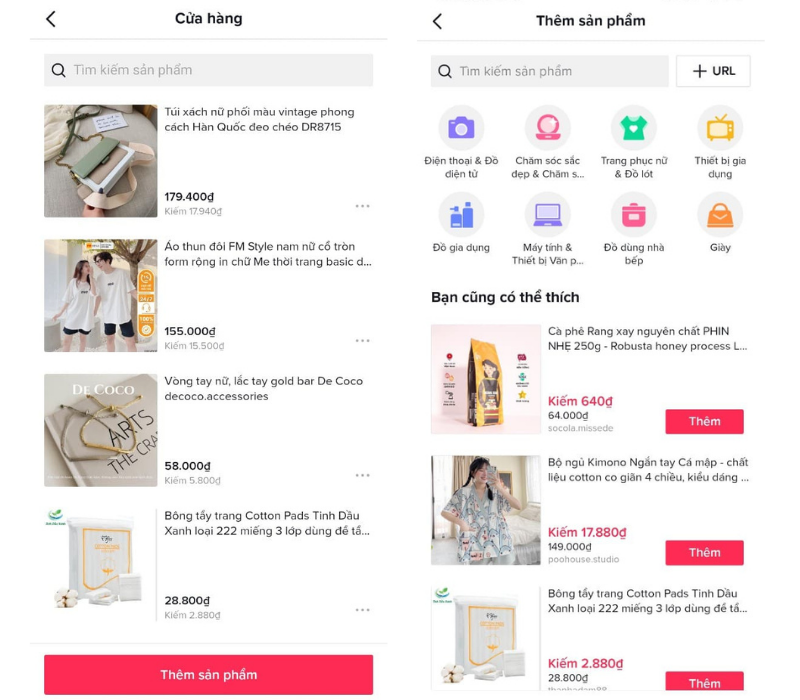 Cửa hàng
Tìm kiếm sản phẩm
Túi xách nữ phối màu vintage phong
cách Hàn Quốc đeo chéo DR8715
179.400₫
Kiếm 17.940₫
Áo thun đôi FM Style nam nữ cổ tròn
form rộng in chữ Me thời trang basic d...
155.000₫
Kiếm 15.500₫
DE COCO
ARTS
THE CRA
Vòng tay nữ, lắc tay gold bar De Coco
decoco.accessories
58.000₫
Kiếm 5.800₫
Bông tẩy trang Cotton Pads Tinh Dầu
Xanh loại 222 miếng 3 lớp dùng để tẩ...
28.800₫
Kiếm 2.880₫
Thêm sản phẩm
Thêm sản phẩm
Tìm kiếm sản phẩm
+ URL
Điện thoại & Đồ
điện tử
Chăm sóc sắc
đẹp & Chăm s...
Trang phục nữ
& Đồ lót
Thiết bị gia
dụng
Đồ gia dụng
Máy tính &
Thiết bị Văn p...
Đồ dùng nhà
bếp
Giày
Bạn cũng có thể thích
Cà phê Rang xay nguyên chất PHIN
NHẸ 250g - Robusta honey process L...
Kiếm 640₫
64.000₫
socola.missede
Thêm
Bộ ngủ Kimono Ngắn tay Cá mập - chất
liệu cotton co giãn 4 chiều, kiểu dáng ...
Kiếm 17.880₫
149.000₫
poohouse.studio
Thêm
Bông tẩy trang Cotton Pads Tinh Dầu
Xanh loại 222 miếng 3 lớp dùng để tẩ...
Kiếm 2.880₫
28.800₫
Thêm